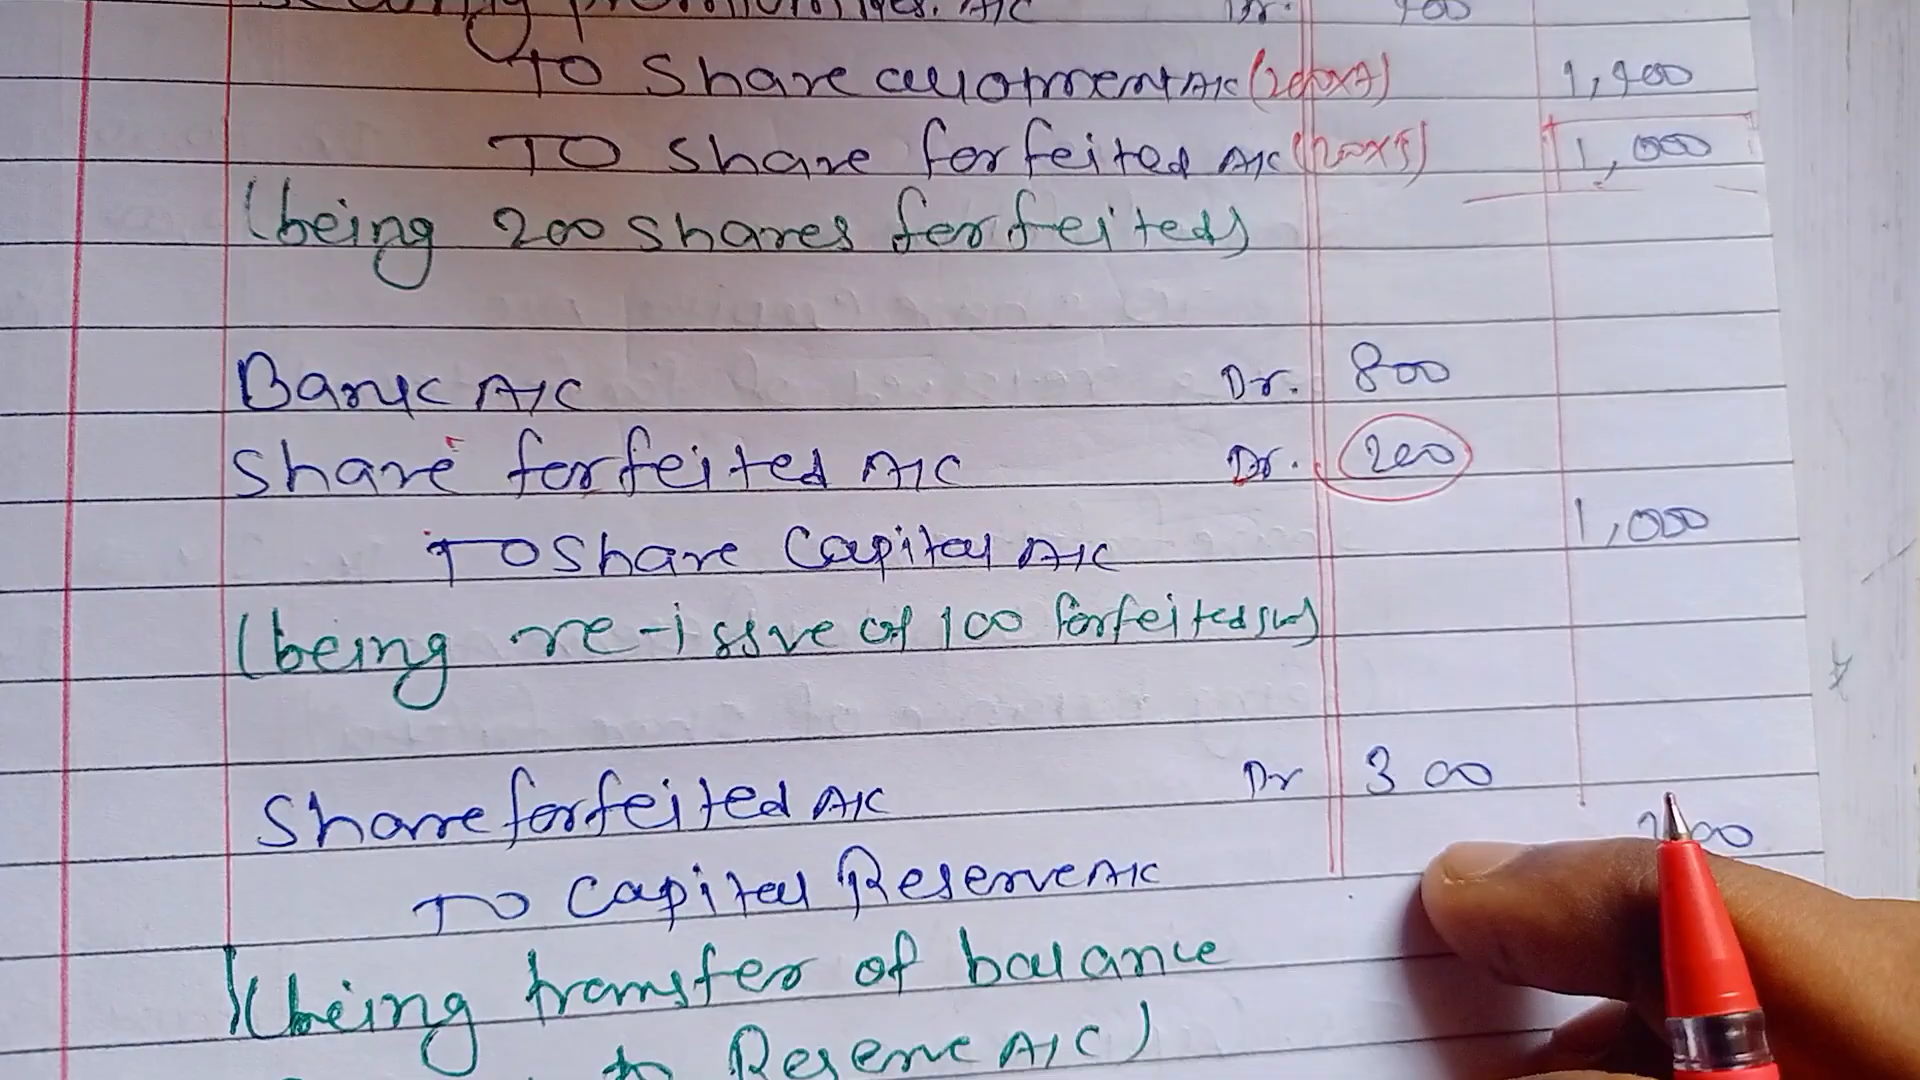 To Share allotment A/C (200x7) 1,400
To Share forfeited A/C (200x5) 1,000
(being 200 shares forfeited)
Bank A/C Dr. 800
Share forfeited A/C Dr. 200
To Share Capital A/C 1,000
(being re-issue of 100 forfeited sh)
Share forfeited A/C Dr 300
To Capital Reserve A/C
(being transfer of balance
to Reserve A/C)